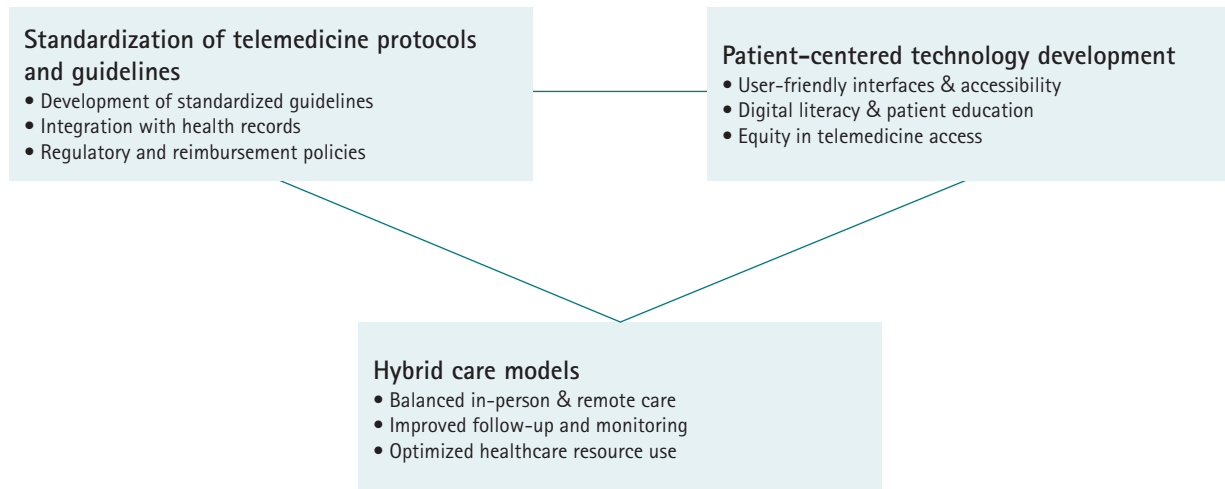 Standardization of telemedicine protocols
and guidelines
• Development of standardized guidelines
• Integration with health records
• Regulatory and reimbursement policies
Patient-centered technology development
• User-friendly interfaces & accessibility
• Digital literacy & patient education
• Equity in telemedicine access
Hybrid care models
• Balanced in-person & remote care
• Improved follow-up and monitoring
• Optimized healthcare resource use